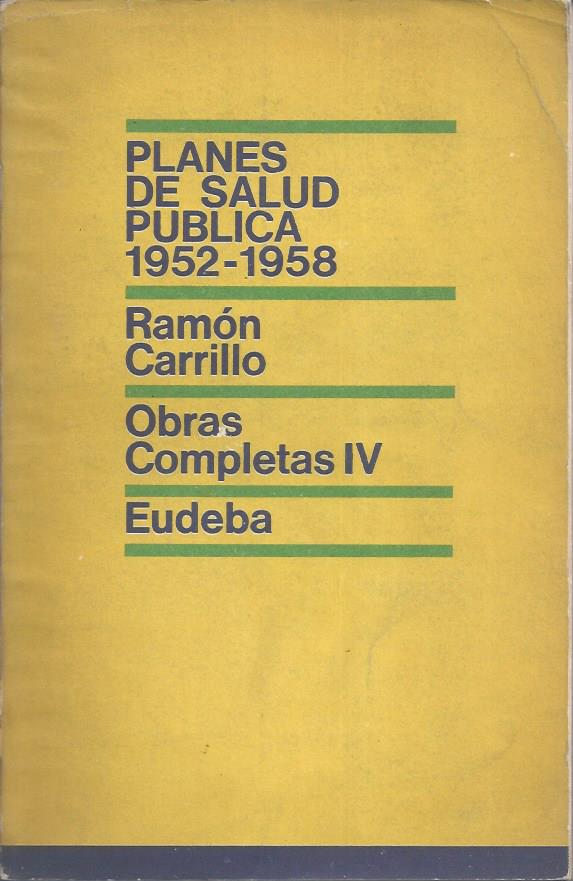 PLANES
DE SALUD
PUBLICA
1952-1958
Ramón
Carrillo
Obras
Completas IV
Eudeba